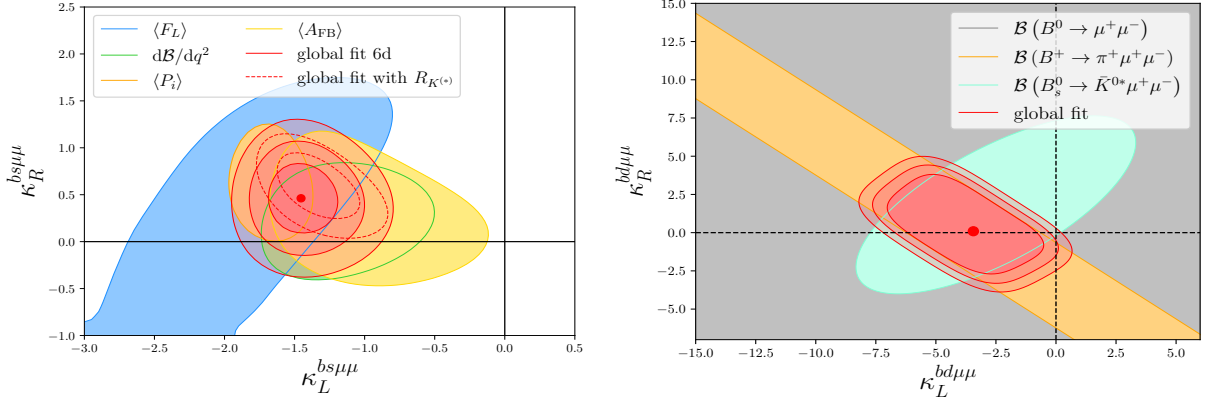 2.5
2.0
1.5
1.0
0.5
0.0
−0.5
−1.0
−3.0 −2.5 −2.0 −1.5 −1.0 −0.5 0.0 0.5
κ_R^{bsμμ}
κ_L^{bsμμ}
⟨F_L⟩
dℬ/dq²
⟨P_i⟩
⟨A_FB⟩
global fit 6d
global fit with R_{K^{(*)}}
15.0
12.5
10.0
7.5
5.0
2.5
0.0
−2.5
−5.0
−15.0 −12.5 −10.0 −7.5 −5.0 −2.5 0.0 2.5 5.0
κ_R^{bdμμ}
κ_L^{bdμμ}
ℬ (B⁰ → μ⁺μ⁻)
ℬ (B⁺ → π⁺μ⁺μ⁻)
ℬ (B_s⁰ → K̄^{0*}μ⁺μ⁻)
global fit